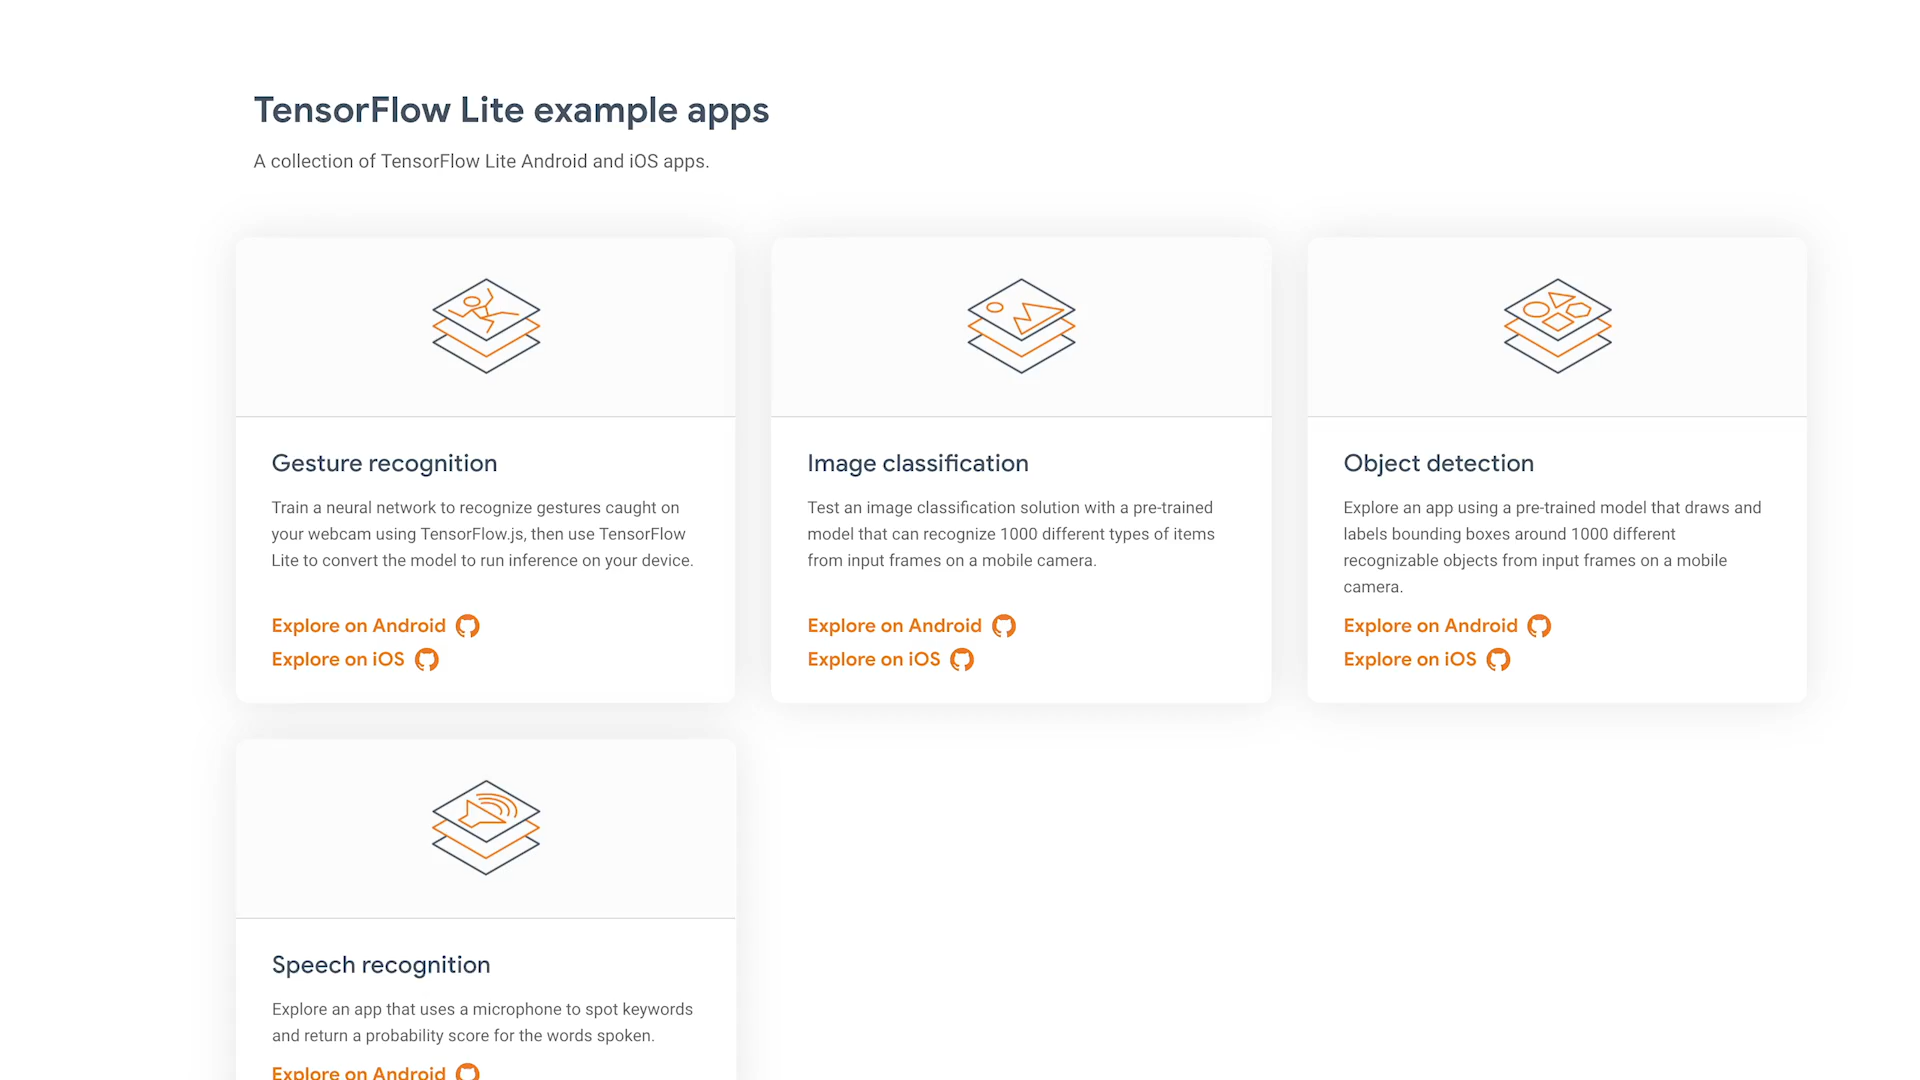 TensorFlow Lite example apps
A collection of TensorFlow Lite Android and iOS apps.
Gesture recognition
Train a neural network to recognize gestures caught on
your webcam using TensorFlow.js, then use TensorFlow
Lite to convert the model to run inference on your device.
Explore on Android
Explore on iOS
Image classification
Test an image classification solution with a pre-trained
model that can recognize 1000 different types of items
from input frames on a mobile camera.
Explore on Android
Explore on iOS
Object detection
Explore an app using a pre-trained model that draws and
labels bounding boxes around 1000 different
recognizable objects from input frames on a mobile
camera.
Explore on Android
Explore on iOS
Speech recognition
Explore an app that uses a microphone to spot keywords
and return a probability score for the words spoken.
Explore on Android